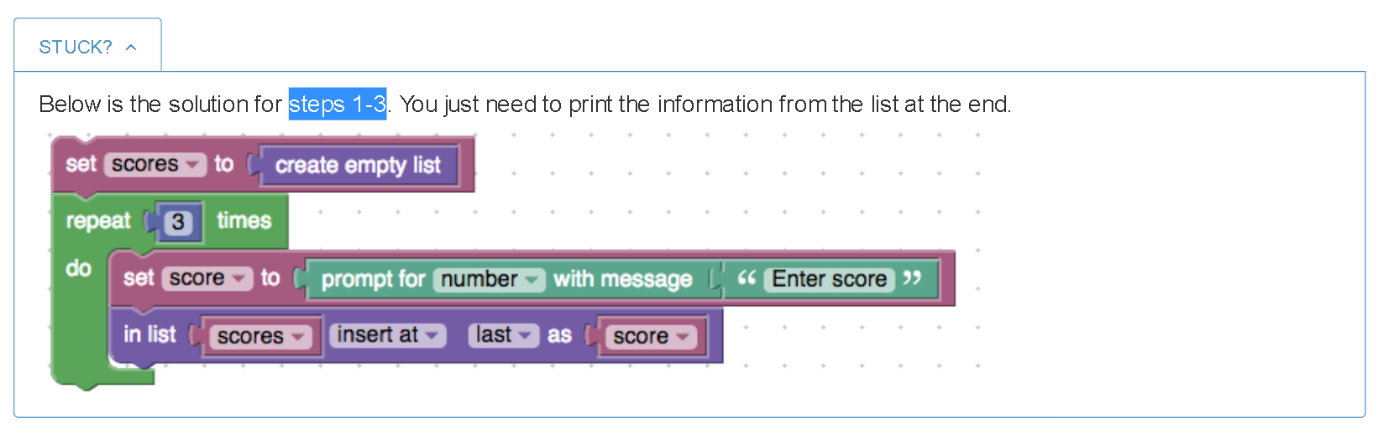 STUCK?
Below is the solution for steps 1-3. You just need to print the information from the list at the end.
set scores to create empty list
repeat 3 times
do set score to prompt for number with message “ Enter score ”
in list scores insert at last as score